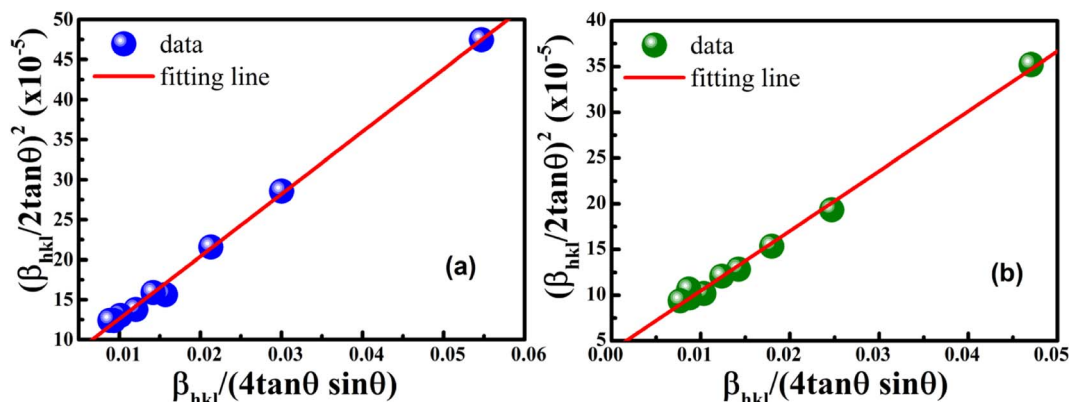 50
45
40
35
30
25
20
15
10
0.01
0.02
0.03
0.04
0.05
0.06
data
fitting line
(a)
(β_hkl/2tanθ)² (x10⁻⁵)
β_hkl/(4tanθ sinθ)
40
35
30
25
20
15
10
5
0.00
0.01
0.02
0.03
0.04
0.05
data
fitting line
(b)
(β_hkl/2tanθ)² (x10⁻⁵)
β_hkl/(4tanθ sinθ)